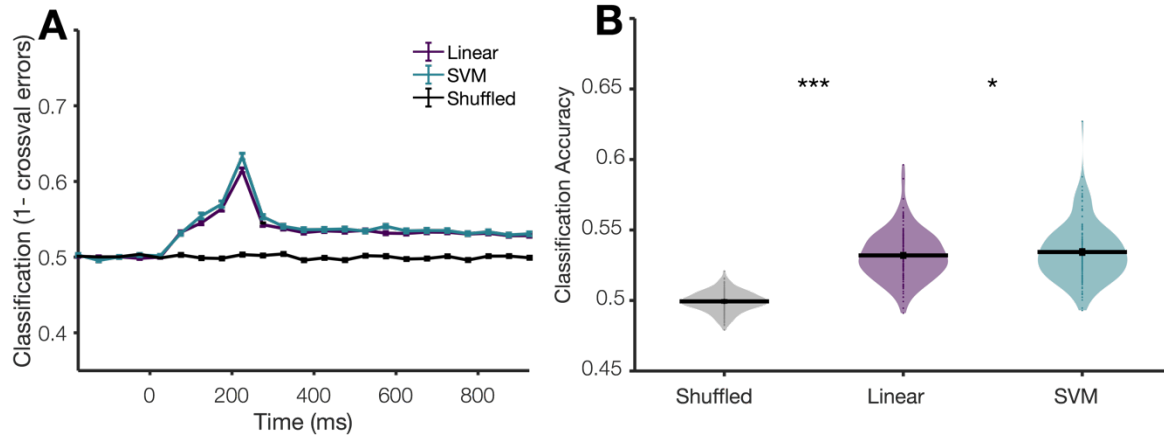 A
Classification (1- crossval errors)
0.7
0.6
0.5
0.4
Linear
SVM
Shuffled
0
200
400
600
800
Time (ms)
B
Classification Accuracy
0.65
0.6
0.55
0.5
0.45
***
*
Shuffled
Linear
SVM